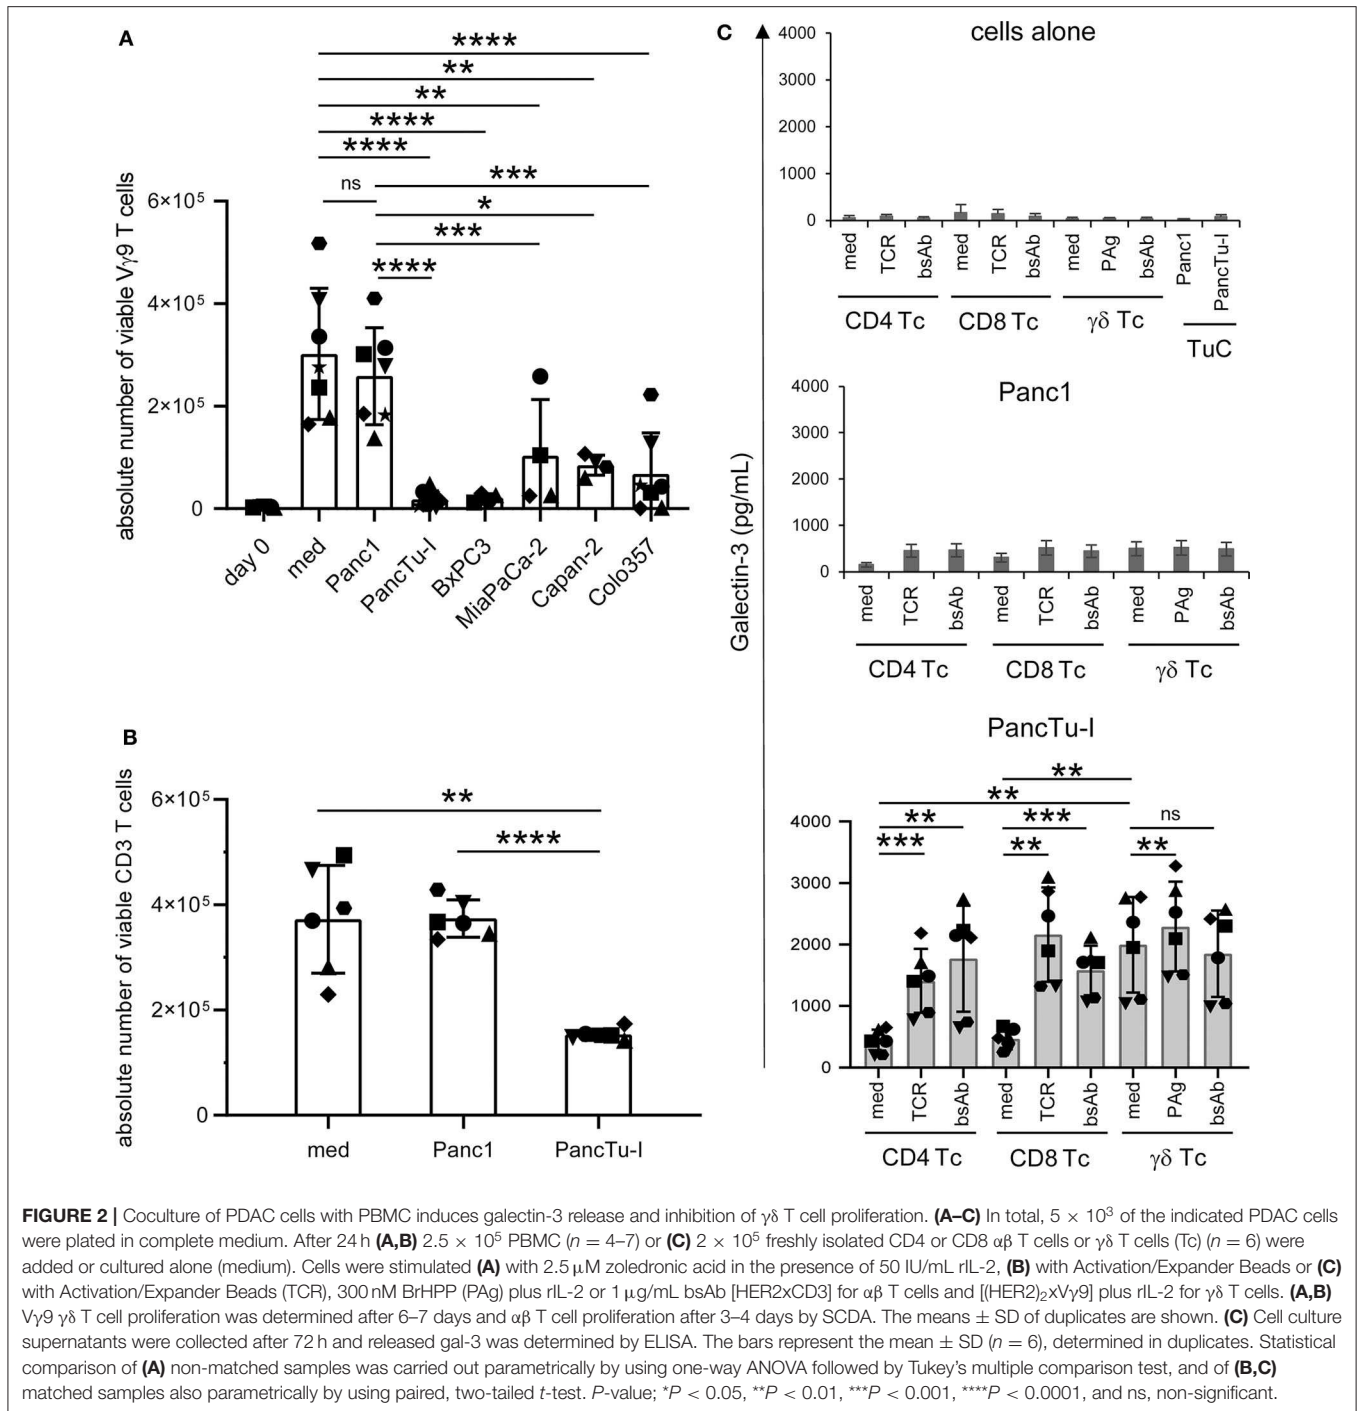 A
****
**
**
****
****
ns
***
*
***
****
absolute number of viable Vγ9 T cells
6×10⁵
4×10⁵
2×10⁵
0
day 0
med
Panc1
PancTu-I
BxPC3
MiaPaCa-2
Capan-2
Colo357
B
**
****
absolute number of viable CD3 T cells
6×10⁵
4×10⁵
2×10⁵
0
med
Panc1
PancTu-I
C
Galectin-3 (pg/mL)
cells alone
4000
3000
2000
1000
0
med
TCR
bsAb
med
TCR
bsAb
med
PAg
bsAb
Panc1
PancTu-I
CD4 Tc
CD8 Tc
γδ Tc
TuC
Panc1
4000
3000
2000
1000
0
med
TCR
bsAb
med
TCR
bsAb
med
PAg
bsAb
CD4 Tc
CD8 Tc
γδ Tc
PancTu-I
**
**
**
***
ns
***
**
**
4000
3000
2000
1000
0
med
TCR
bsAb
med
TCR
bsAb
med
PAg
bsAb
CD4 Tc
CD8 Tc
γδ Tc
FIGURE 2 | Coculture of PDAC cells with PBMC induces galectin-3 release and inhibition of γδ T cell proliferation. (A–C) In total, 5 × 10³ of the indicated PDAC cells
were plated in complete medium. After 24 h (A,B) 2.5 × 10⁵ PBMC (n = 4–7) or (C) 2 × 10⁵ freshly isolated CD4 or CD8 αβ T cells or γδ T cells (Tc) (n = 6) were
added or cultured alone (medium). Cells were stimulated (A) with 2.5 μM zoledronic acid in the presence of 50 IU/mL rIL-2, (B) with Activation/Expander Beads or (C)
with Activation/Expander Beads (TCR), 300 nM BrHPP (PAg) plus rIL-2 or 1 μg/mL bsAb [HER2xCD3] for αβ T cells and [(HER2)₂xVγ9] plus rIL-2 for γδ T cells. (A,B)
Vγ9 γδ T cell proliferation was determined after 6–7 days and αβ T cell proliferation after 3–4 days by SCDA. The means ± SD of duplicates are shown. (C) Cell culture
supernatants were collected after 72 h and released gal-3 was determined by ELISA. The bars represent the mean ± SD (n = 6), determined in duplicates. Statistical
comparison of (A) non-matched samples was carried out parametrically by using one-way ANOVA followed by Tukey's multiple comparison test, and of (B,C)
matched samples also parametrically by using paired, two-tailed t-test. P-value; *P < 0.05, **P < 0.01, ***P < 0.001, ****P < 0.0001, and ns, non-significant.